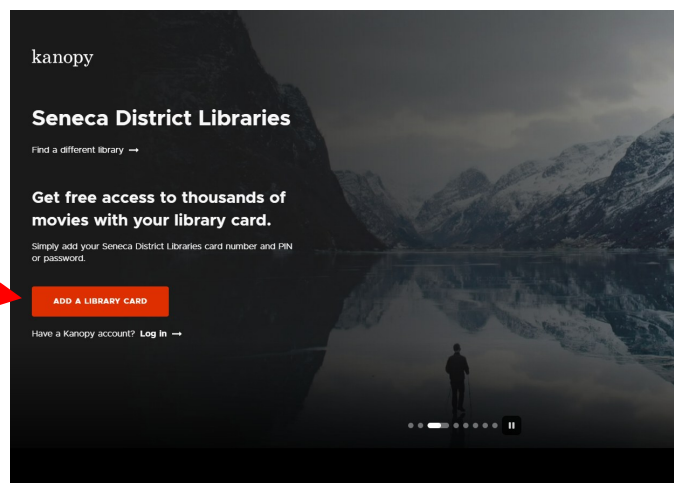 kanopy
Seneca District Libraries
Find a different library →
Get free access to thousands of
movies with your library card.
Simply add your Seneca District Libraries card number and PIN
or password.
ADD A LIBRARY CARD
Have a Kanopy account? Log in →